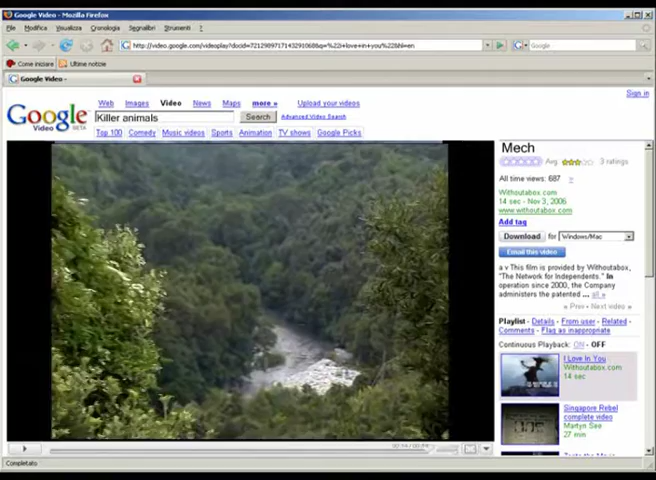 Google Video - Mozilla Firefox
File Modifica Visualizza Cronologia Segnalibri Strumenti ?
G Google
Come iniziare Ultime notizie
Google Video -
Sign in
Web Images Video News Maps more » Upload your videos
Google Video BETA
Killer animals Search Advanced Video Search
Top 100 Comedy Music videos Sports Animation TV shows Google Picks
Mech
Avg 3 ratings
All time views: 687
Withoutabox.com
14 sec - Nov 3, 2006
www.withoutabox.com
Add tag
Download for Windows/Mac
Email this video
a.v This film is provided by Withoutabox,
"The Network for Independents." In
operation since 2000, the Company
administers the patented ... all »
« Prev - Next video »
Playlist - Details - From user - Related -
Comments - Flag as inappropriate
Continuous Playback: ON - OFF
I Love In You
Withoutabox.com
14 sec
Singapore Rebel
complete video
Martyn See
27 min
Completato